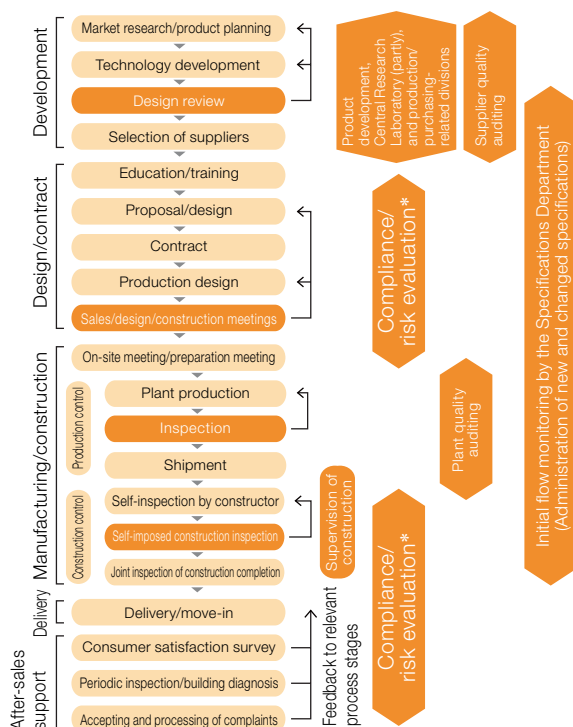 Development
Market research/product planning
Technology development
Design review
Selection of suppliers
Product
development,
Central Research
Laboratory (partly),
and production/
purchasing-
related divisions
Supplier quality
auditing
Design/contract
Education/training
Proposal/design
Contract
Production design
Sales/design/construction meetings
Compliance/
risk evaluation*
Initial flow monitoring by the Specifications Department
(Administration of new and changed specifications)
Manufacturing/construction
On-site meeting/preparation meeting
Production control
Plant production
Inspection
Shipment
Plant quality
auditing
Construction control
Self-inspection by constructor
Self-imposed construction inspection
Joint inspection of construction completion
Supervision of
construction
Compliance/
risk evaluation*
Delivery
Delivery/move-in
After-sales
support
Consumer satisfaction survey
Periodic inspection/building diagnosis
Accepting and processing of complaints
Feedback to relevant
process stages